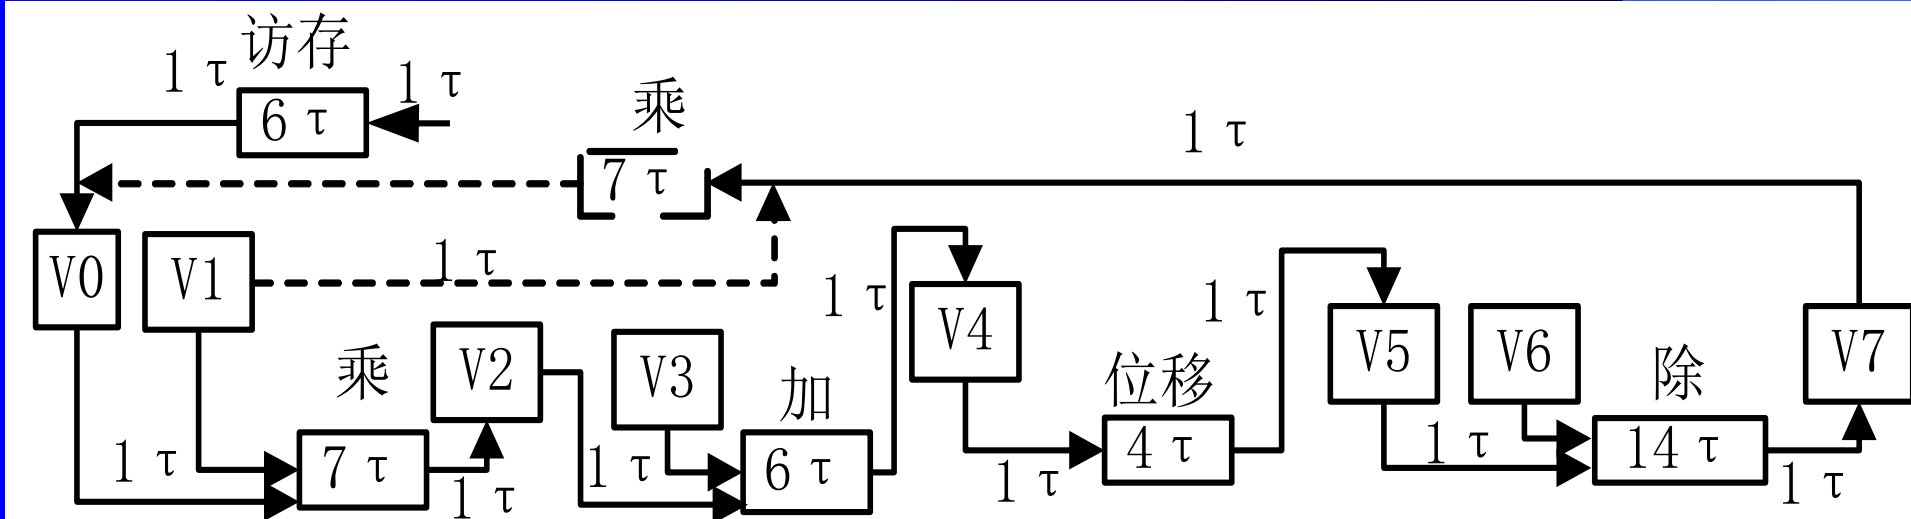 访存
1 τ
1 τ
6 τ
乘
1 τ
7 τ
V0
V1
1 τ
1 τ
V4
1 τ
V5
V6
V7
乘
V2
V3
加
位移
除
1 τ
7 τ
1 τ
1 τ
6 τ
1 τ
4 τ
1 τ
14 τ
1 τ